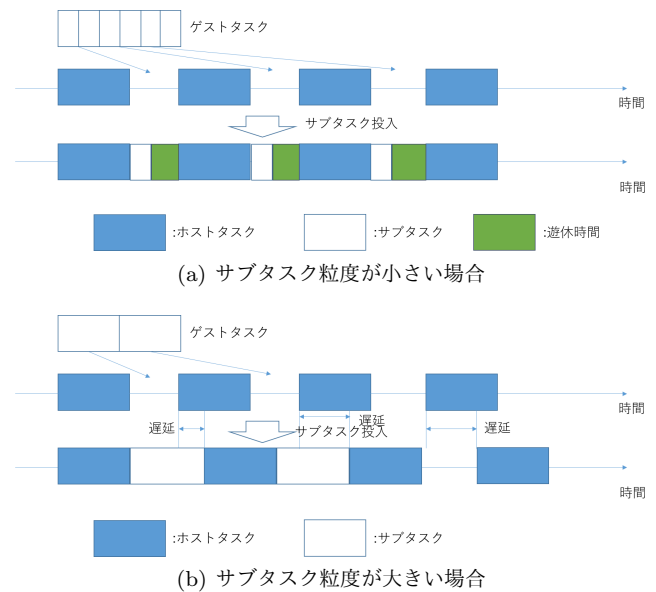 ゲストタスク
時間
サブタスク投入
時間
:ホストタスク
:サブタスク
:遊休時間
(a) サブタスク粒度が小さい場合
ゲストタスク
時間
遅延
遅延
遅延
サブタスク投入
時間
:ホストタスク
:サブタスク
(b) サブタスク粒度が大きい場合